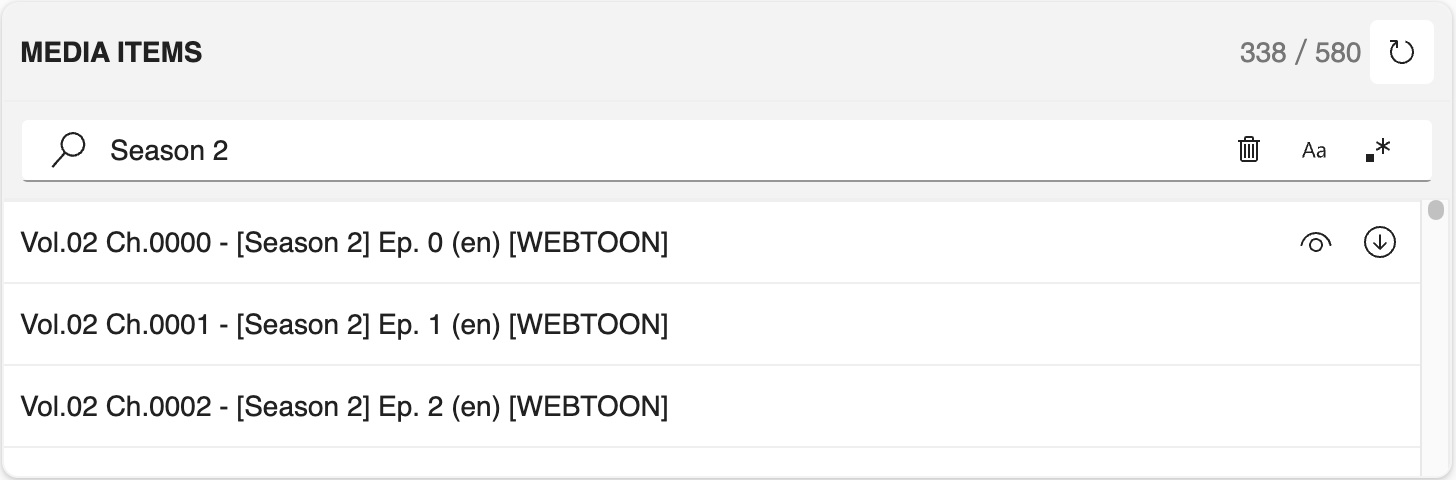 MEDIA ITEMS 338 / 580
Season 2 Aa .*
Vol.02 Ch.0000 - [Season 2] Ep. 0 (en) [WEBTOON]
Vol.02 Ch.0001 - [Season 2] Ep. 1 (en) [WEBTOON]
Vol.02 Ch.0002 - [Season 2] Ep. 2 (en) [WEBTOON]